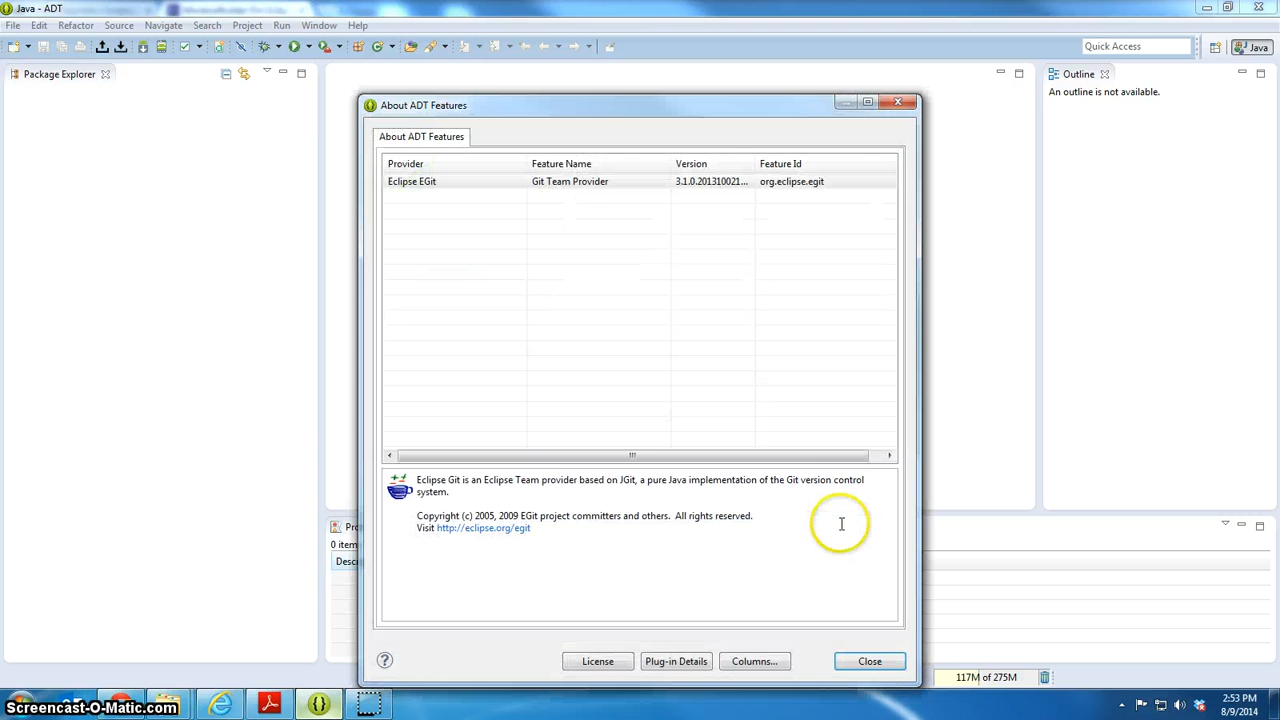 Java - ADT
File Edit Refactor Source Navigate Search Project Run Window Help
Quick Access
Java
Package Explorer
Outline
An outline is not available.
About ADT Features
About ADT Features
Provider Feature Name Version Feature Id
Eclipse EGit Git Team Provider 3.1.0.201310021... org.eclipse.egit
Eclipse Git is an Eclipse Team provider based on JGit, a pure Java implementation of the Git version control
system.
Copyright (c) 2005, 2009 EGit project committers and others. All rights reserved.
Visit http://eclipse.org/egit
Pro
0 item
Desc
License Plug-in Details Columns... Close
117M of 275M
2:53 PM
8/9/2014
Screencast-O-Matic.com